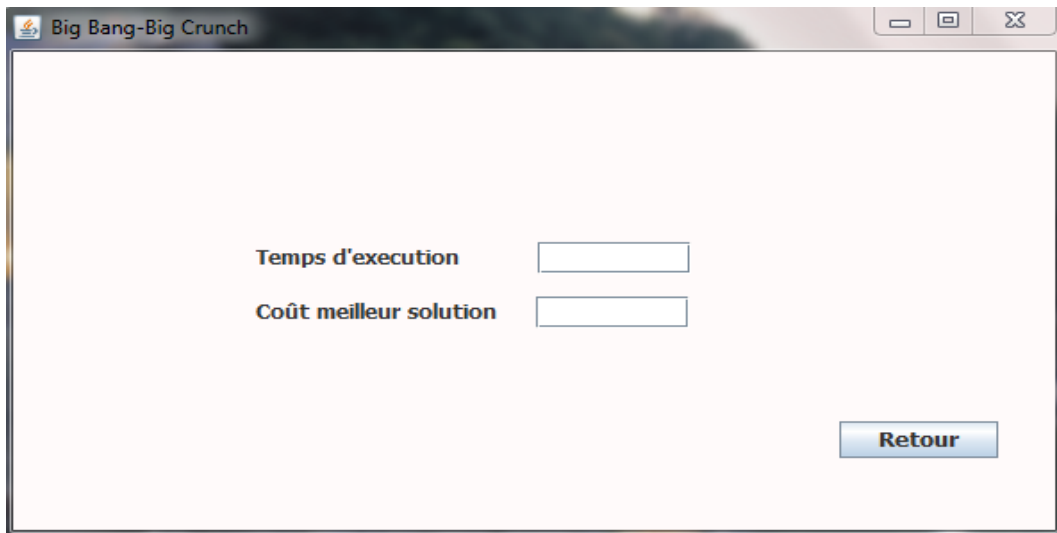 Big Bang-Big Crunch
Temps d'execution
Coût meilleur solution
Retour